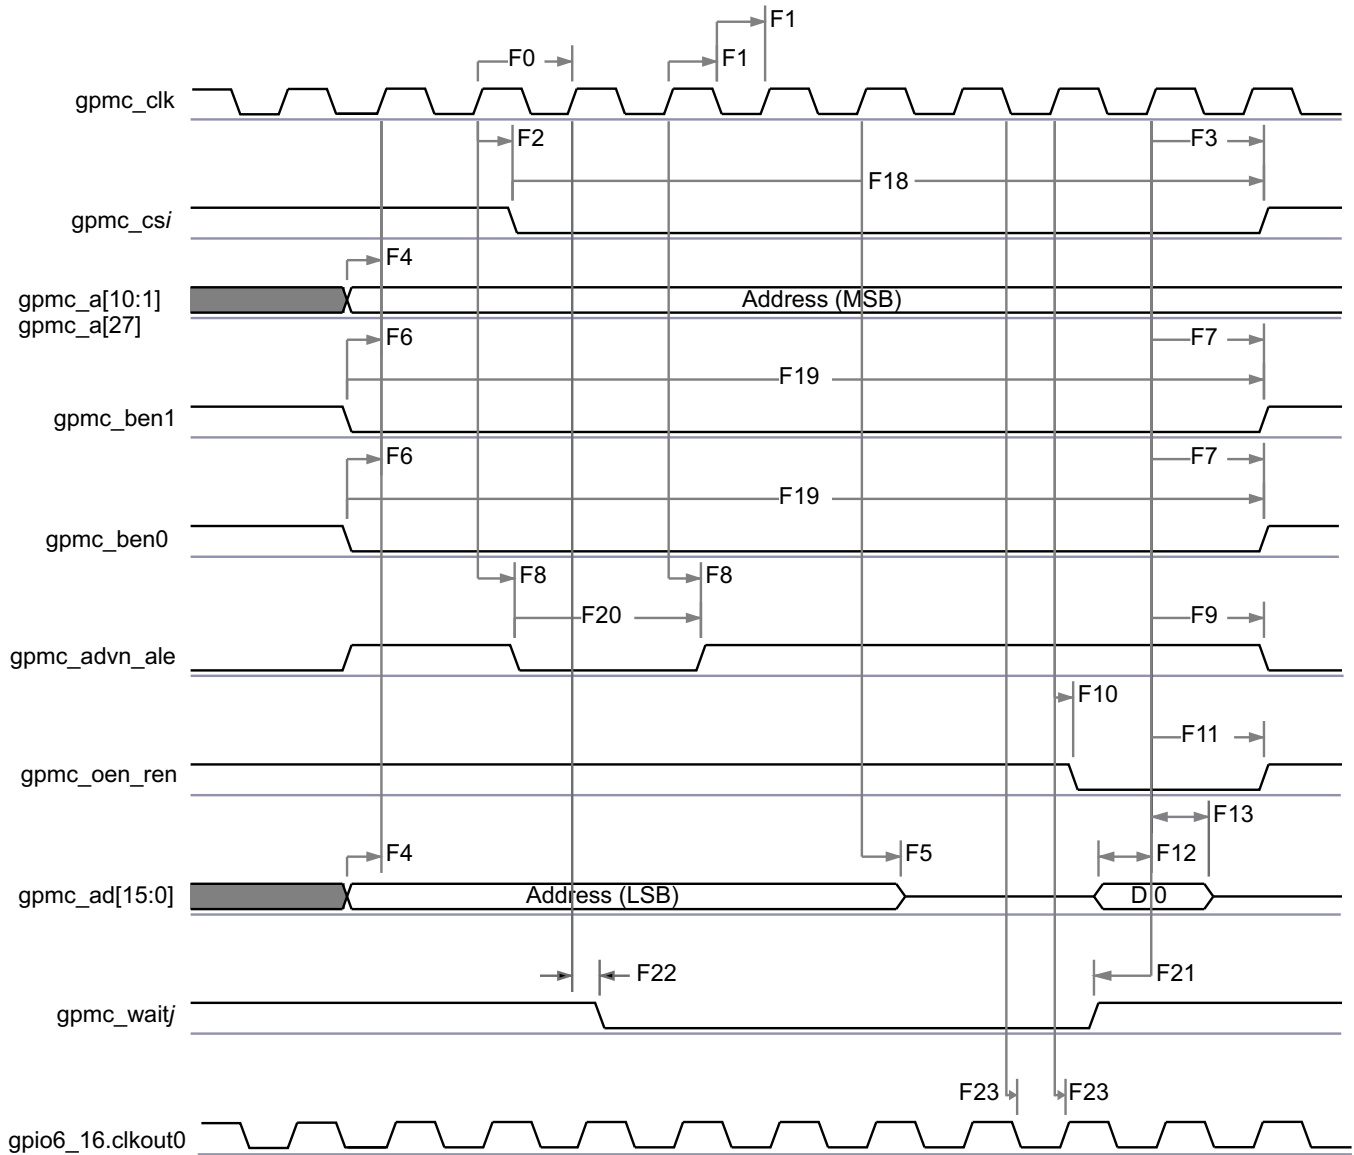 F1
F0
F1
gpmc_clk
F2
F3
F18
gpmc_csi
F4
gpmc_a[10:1]
Address (MSB)
gpmc_a[27]
F6
F7
F19
gpmc_ben1
F6
F7
F19
gpmc_ben0
F8
F8
F20
F9
gpmc_advn_ale
F10
F11
gpmc_oen_ren
F13
F4
F5
F12
gpmc_ad[15:0]
Address (LSB)
D 0
F22
F21
gpmc_waitj
F23
F23
gpio6_16.clkout0